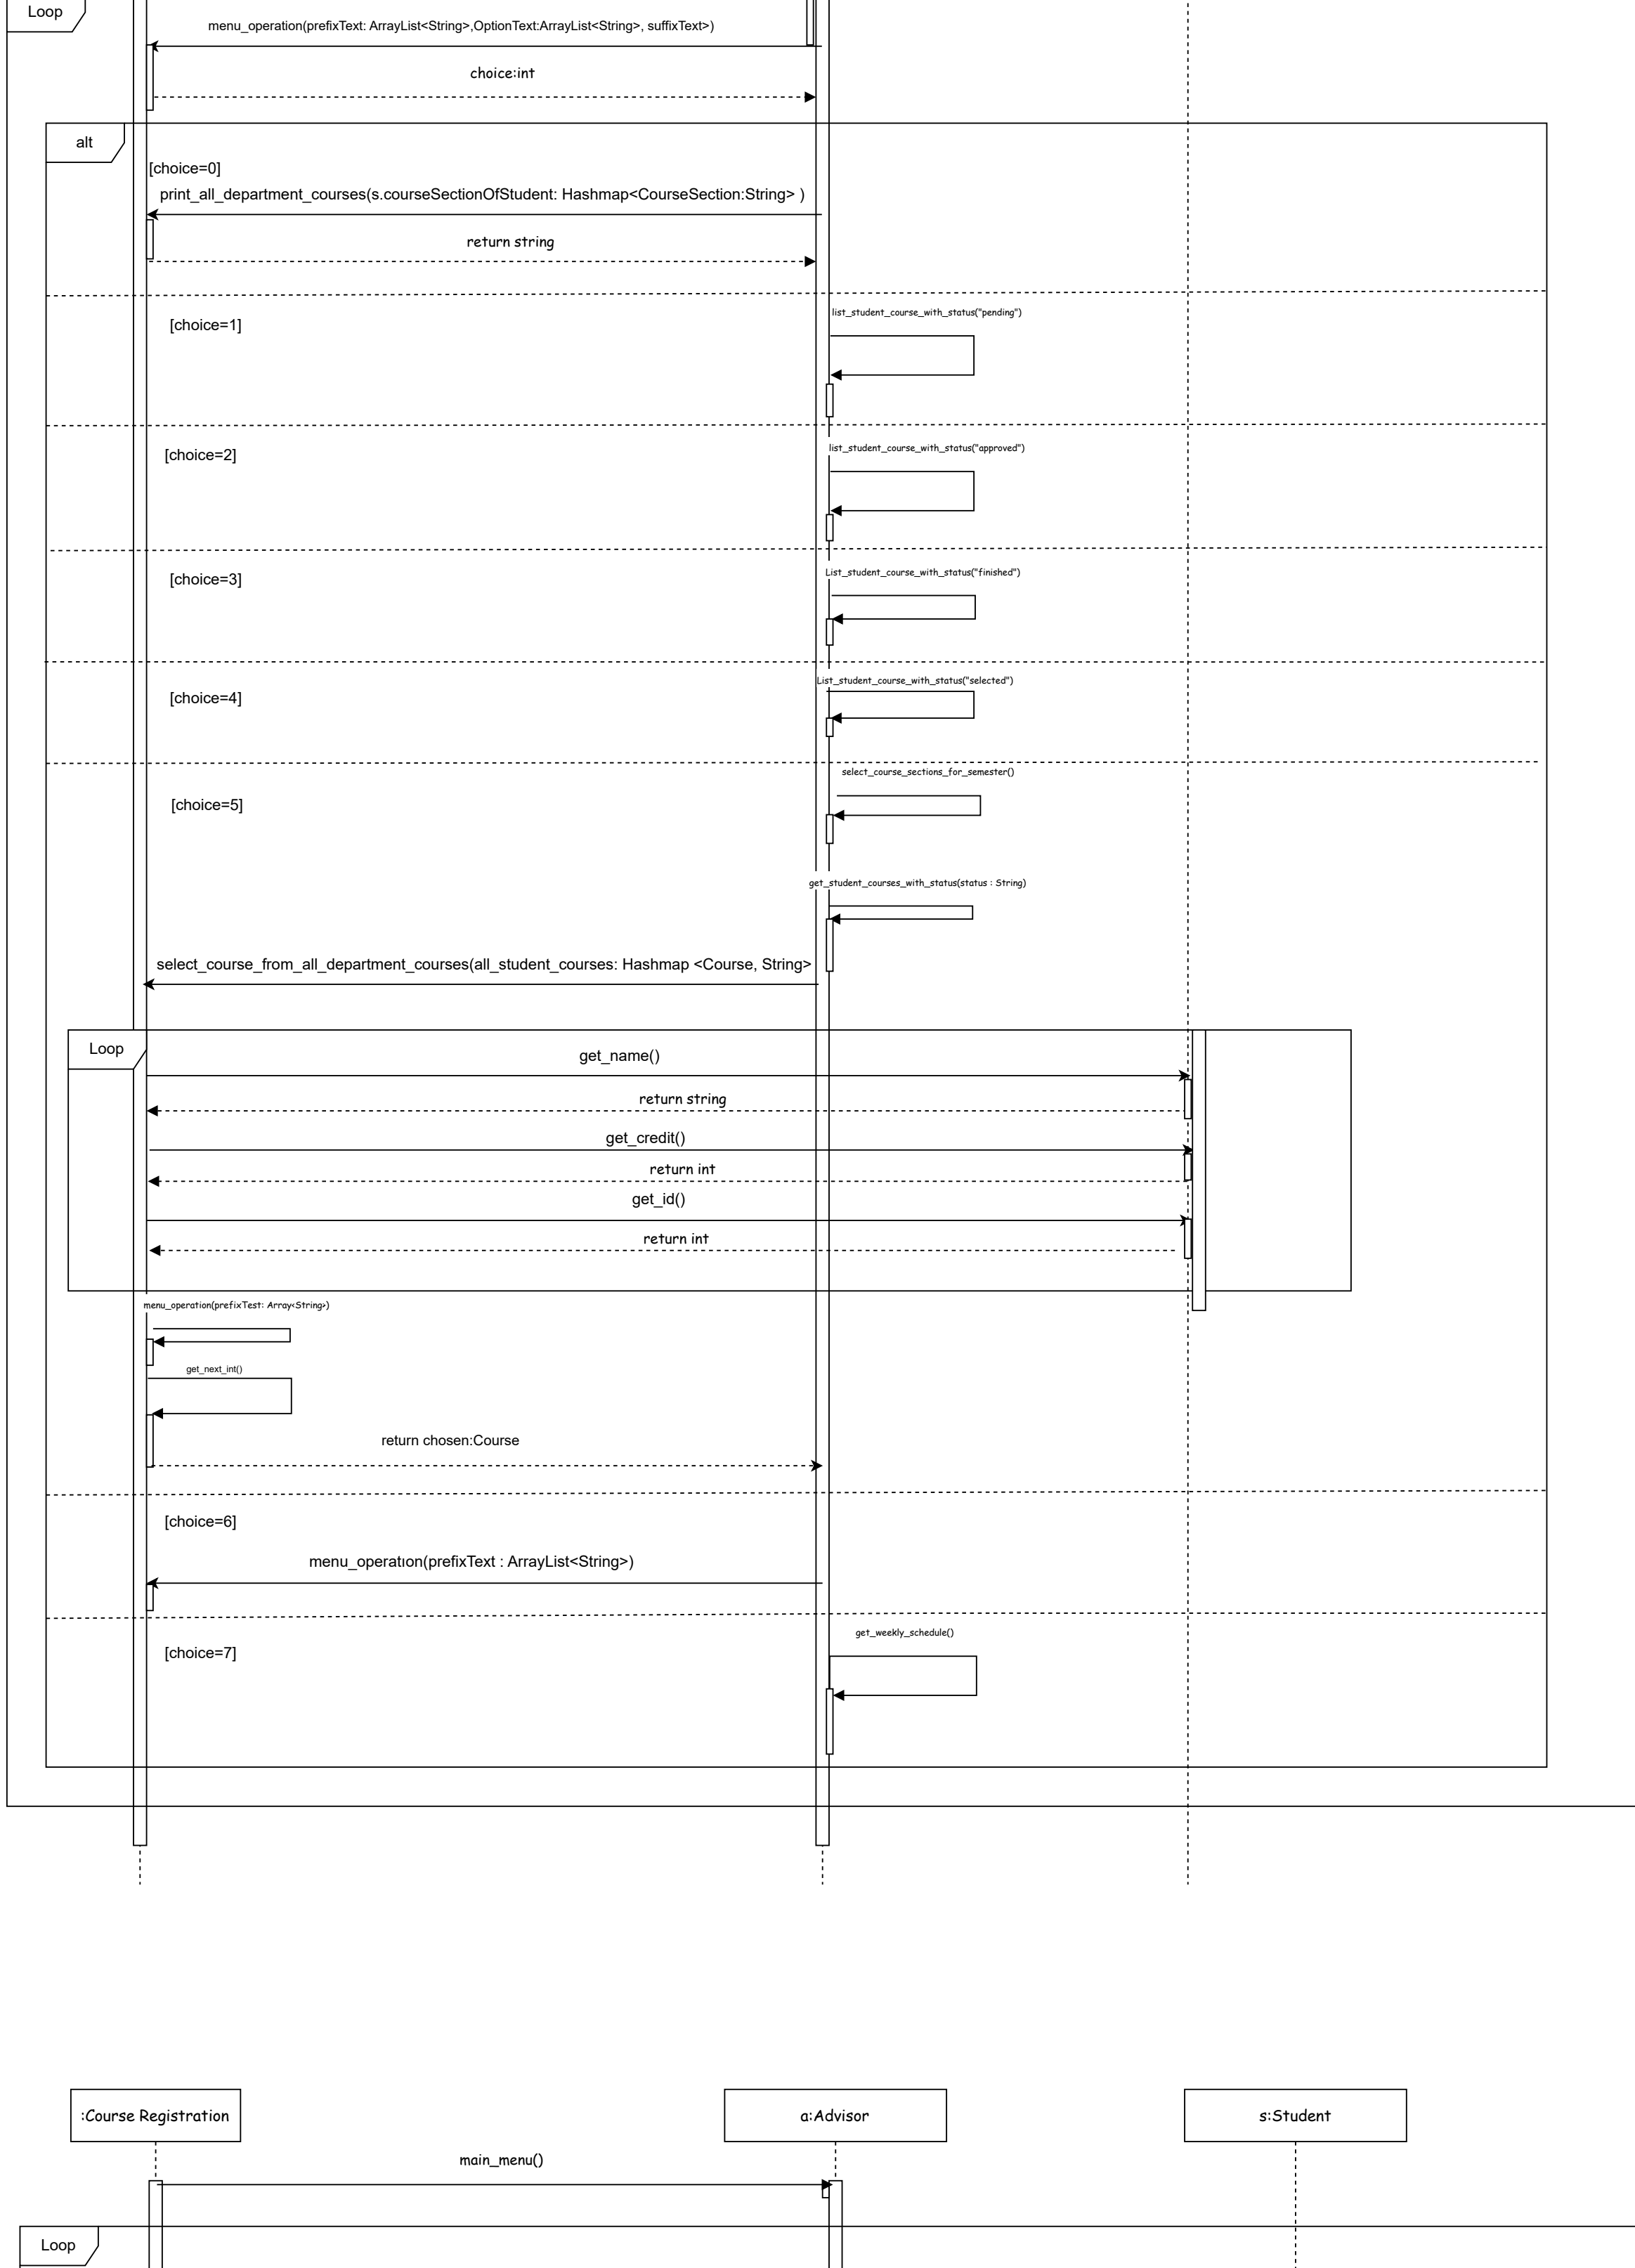 Loop
menu_operation(prefixText: ArrayList<String>,OptionText:ArrayList<String>, suffixText>)
choice:int
alt
[choice=0]
print_all_department_courses(s.courseSectionOfStudent: Hashmap<CourseSection:String> )
return string
list_student_course_with_status("pending")
[choice=1]
list_student_course_with_status("approved")
[choice=2]
List_student_course_with_status("finished")
[choice=3]
List_student_course_with_status("selected")
[choice=4]
select_course_sections_for_semester()
[choice=5]
get_student_courses_with_status(status : String)
select_course_from_all_department_courses(all_student_courses: Hashmap <Course, String>
Loop
get_name()
return string
get_credit()
return int
get_id()
return int
menu_operation(prefixTest: Array<String>)
get_next_int()
return chosen:Course
[choice=6]
menu_operatıon(prefixText : ArrayList<String>)
get_weekly_schedule()
[choice=7]
:Course Registration
a:Advisor
s:Student
main_menu()
Loop